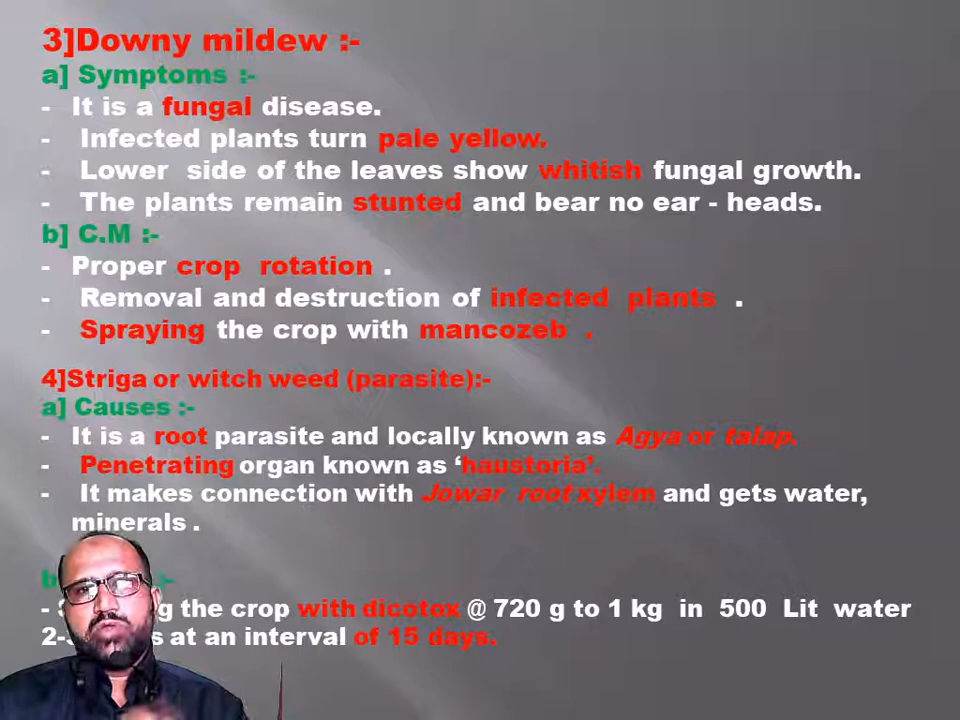 3]Downy mildew :-
a] Symptoms :-
- It is a fungal disease.
- Infected plants turn pale yellow.
- Lower side of the leaves show whitish fungal growth.
- The plants remain stunted and bear no ear - heads.
b] C.M :-
- Proper crop rotation .
- Removal and destruction of infected plants .
- Spraying the crop with mancozeb .
4]Striga or witch weed (parasite):-
a] Causes :-
- It is a root parasite and locally known as Agya or talap.
- Penetrating organ known as ‘haustoria’.
- It makes connection with Jowar root xylem and gets water,
minerals .
:-
- the crop with dicotox @ 720 g to 1 kg in 500 Lit water
at an interval of 15 days.